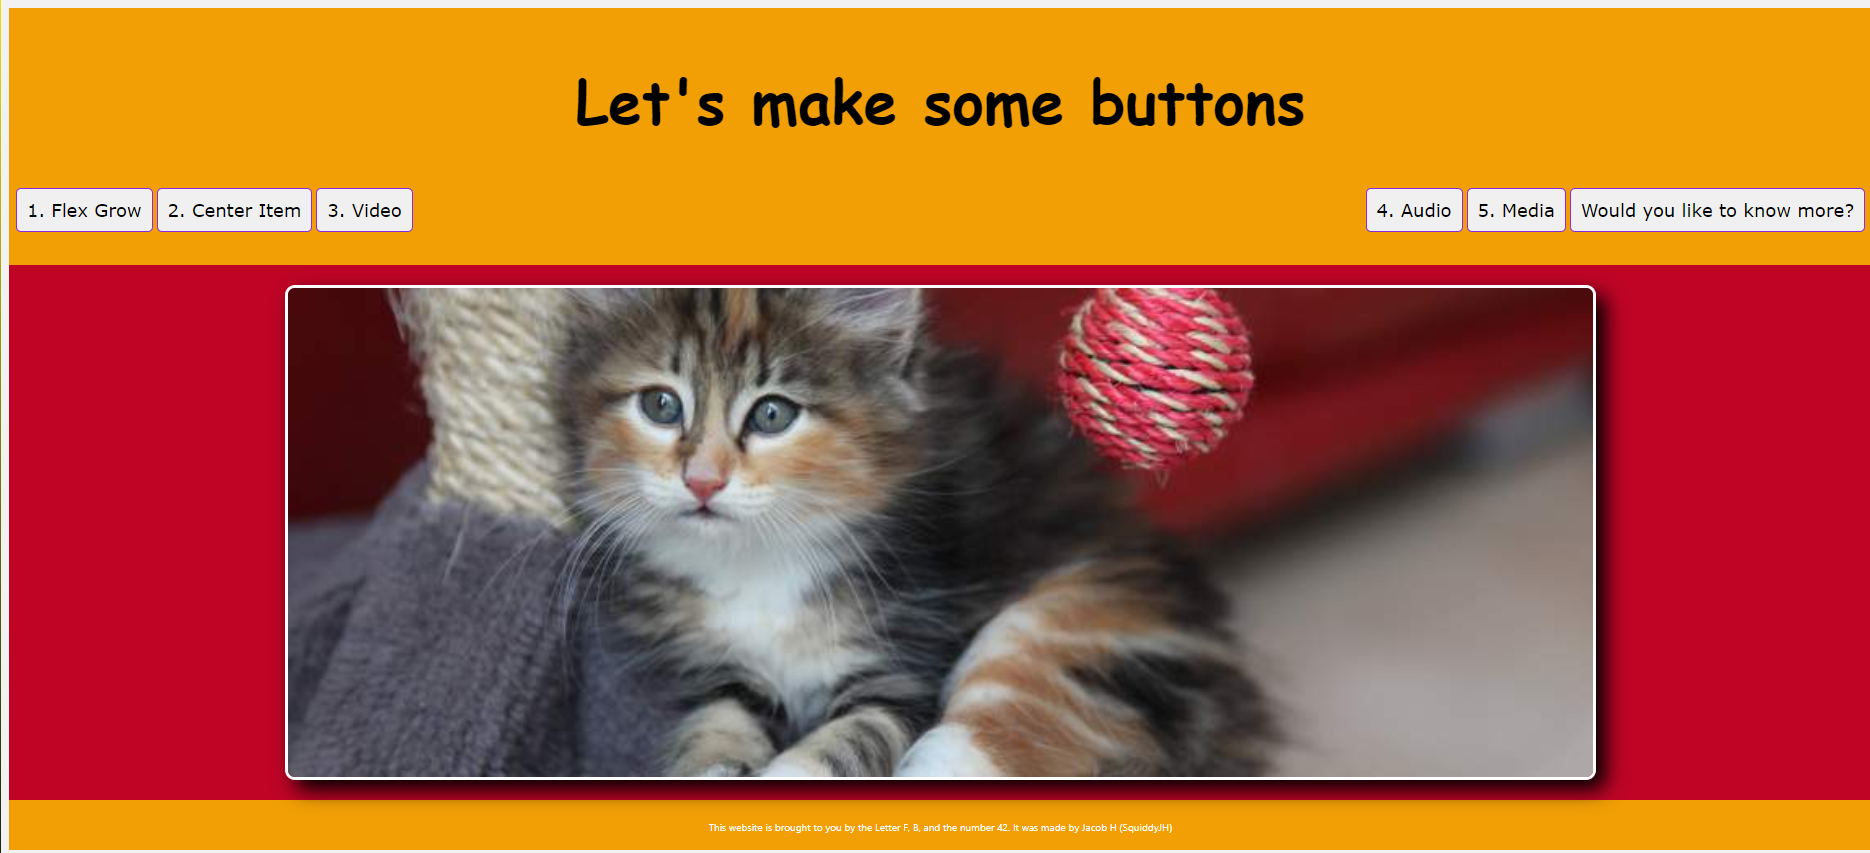 Let's make some buttons
1. Flex Grow 2. Center Item 3. Video 4. Audio 5. Media Would you like to know more?
This website is brought to you by the Letter F, B, and the number 42. It was made by Jacob H (SquiddyJH)